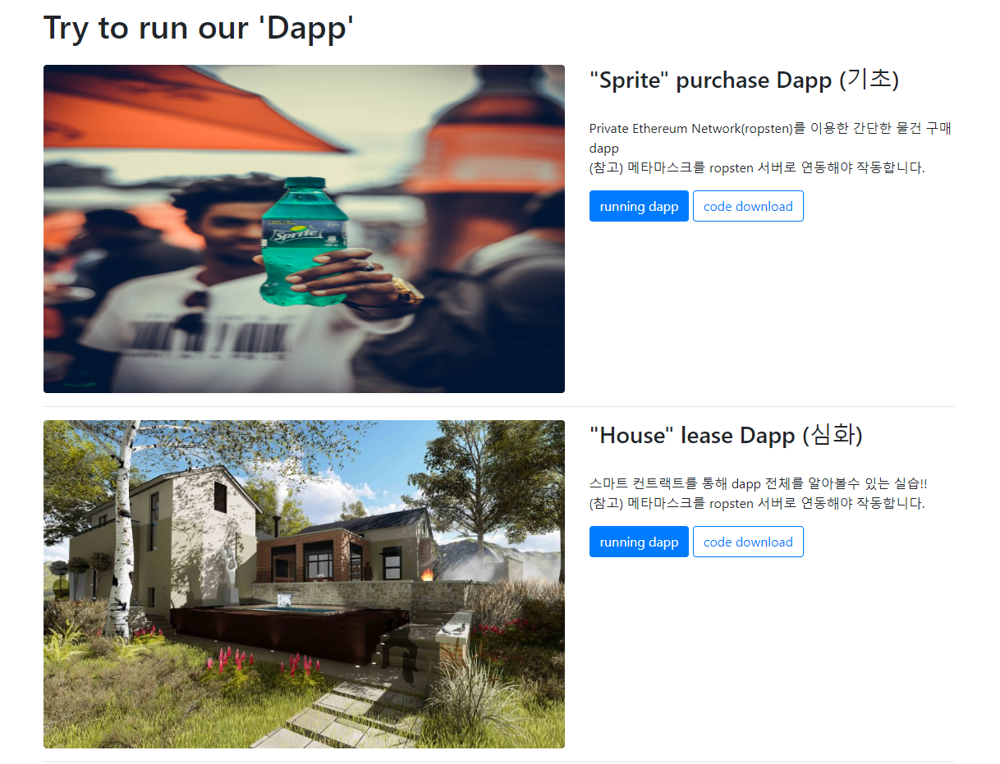 Try to run our 'Dapp'
"Sprite" purchase Dapp (기초)
Private Ethereum Network(ropsten)를 이용한 간단한 물건 구매
dapp
(참고) 메타마스크를 ropsten 서버로 연동해야 작동합니다.
running dapp
code download
Sprite
"House" lease Dapp (심화)
스마트 컨트랙트를 통해 dapp 전체를 알아볼수 있는 실습!!
(참고) 메타마스크를 ropsten 서버로 연동해야 작동합니다.
running dapp
code download